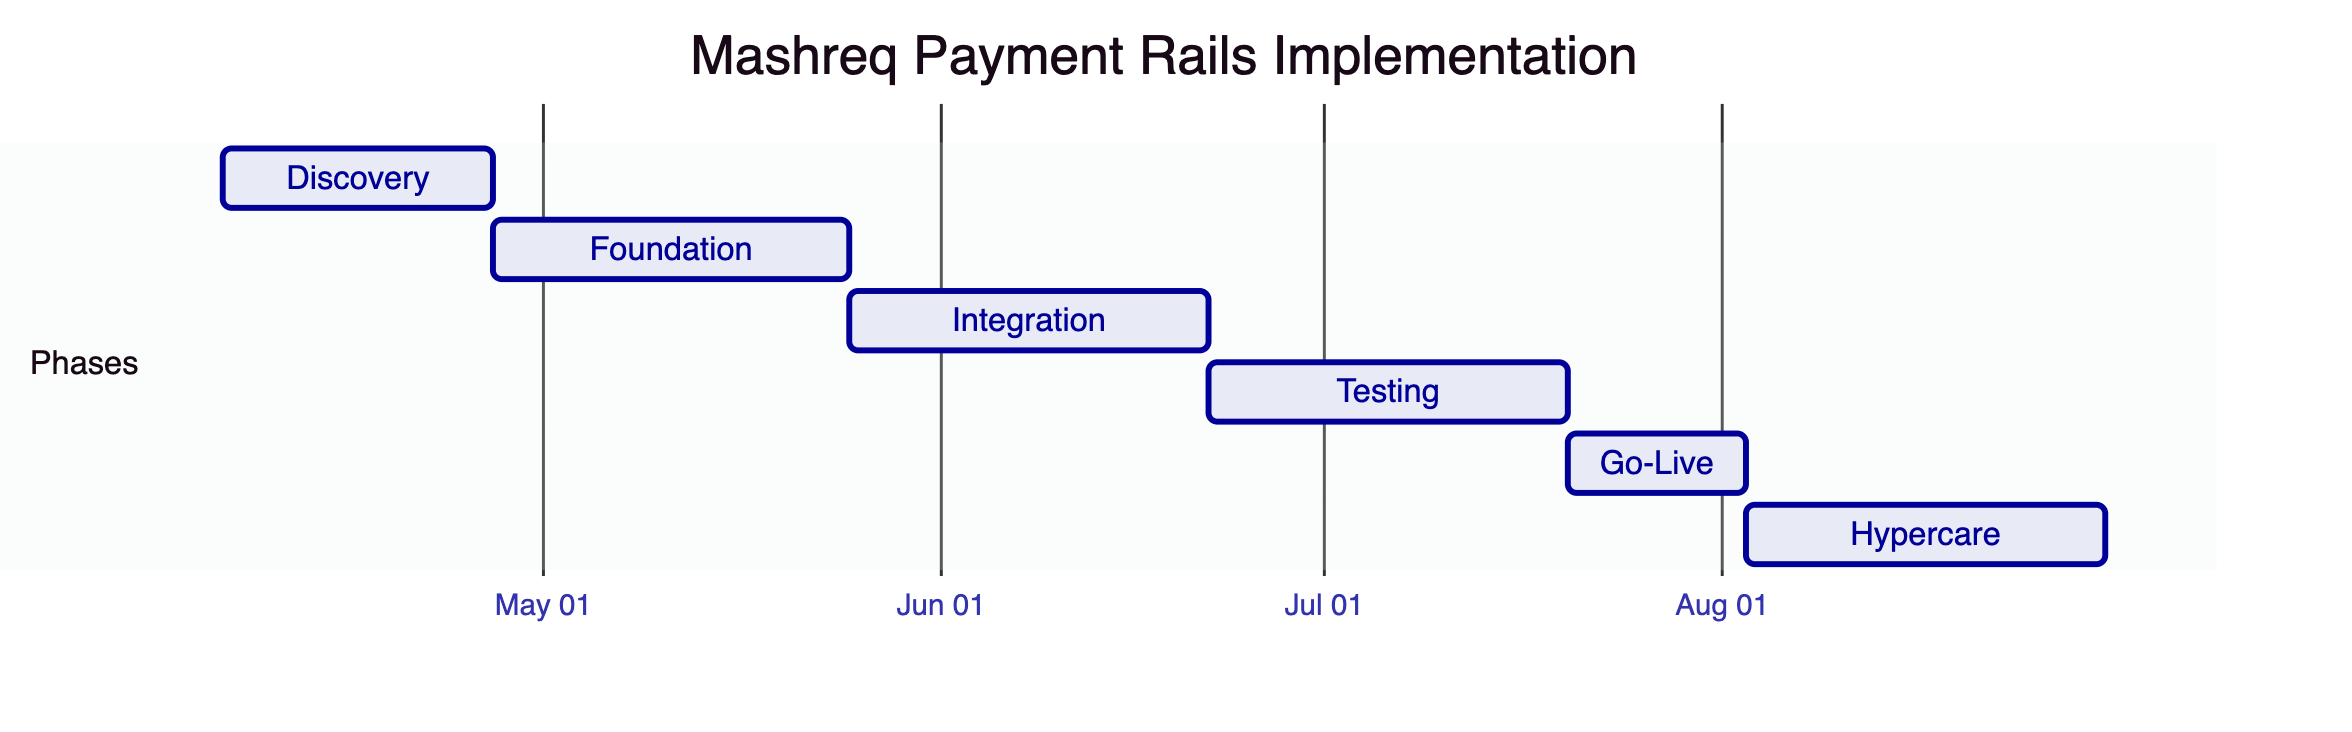 Mashreq Payment Rails Implementation
Discovery
Foundation
Integration
Phases
Testing
Go-Live
Hypercare
May 01
Jun 01
Jul 01
Aug 01